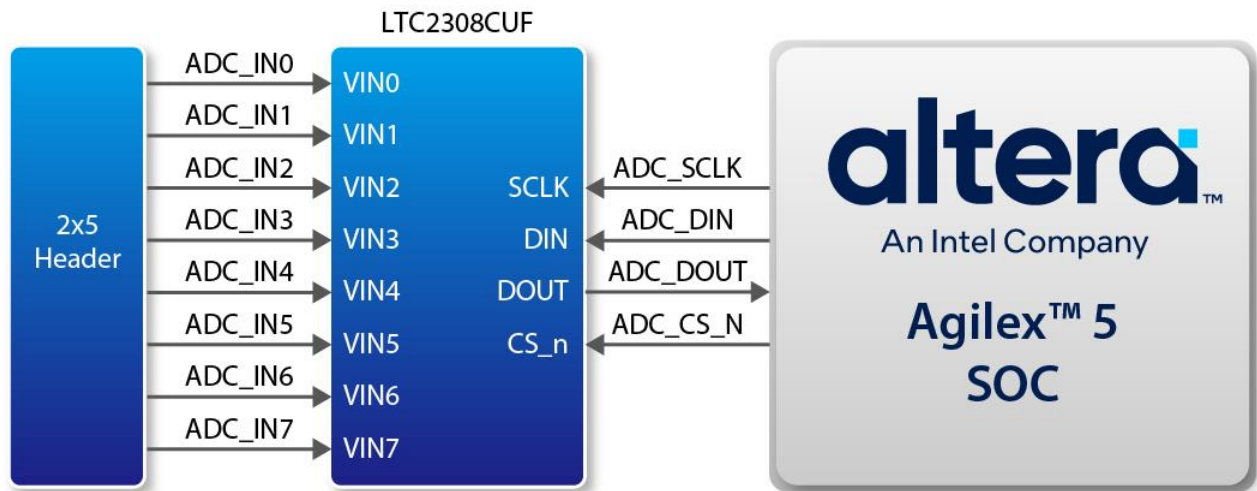 LTC2308CUF
2x5
Header
ADC_IN0
ADC_IN1
ADC_IN2
ADC_IN3
ADC_IN4
ADC_IN5
ADC_IN6
ADC_IN7
VIN0
VIN1
VIN2
VIN3
VIN4
VIN5
VIN6
VIN7
SCLK
DIN
DOUT
CS_n
ADC_SCLK
ADC_DIN
ADC_DOUT
ADC_CS_N
altera™
An Intel Company
Agilex™ 5
SOC